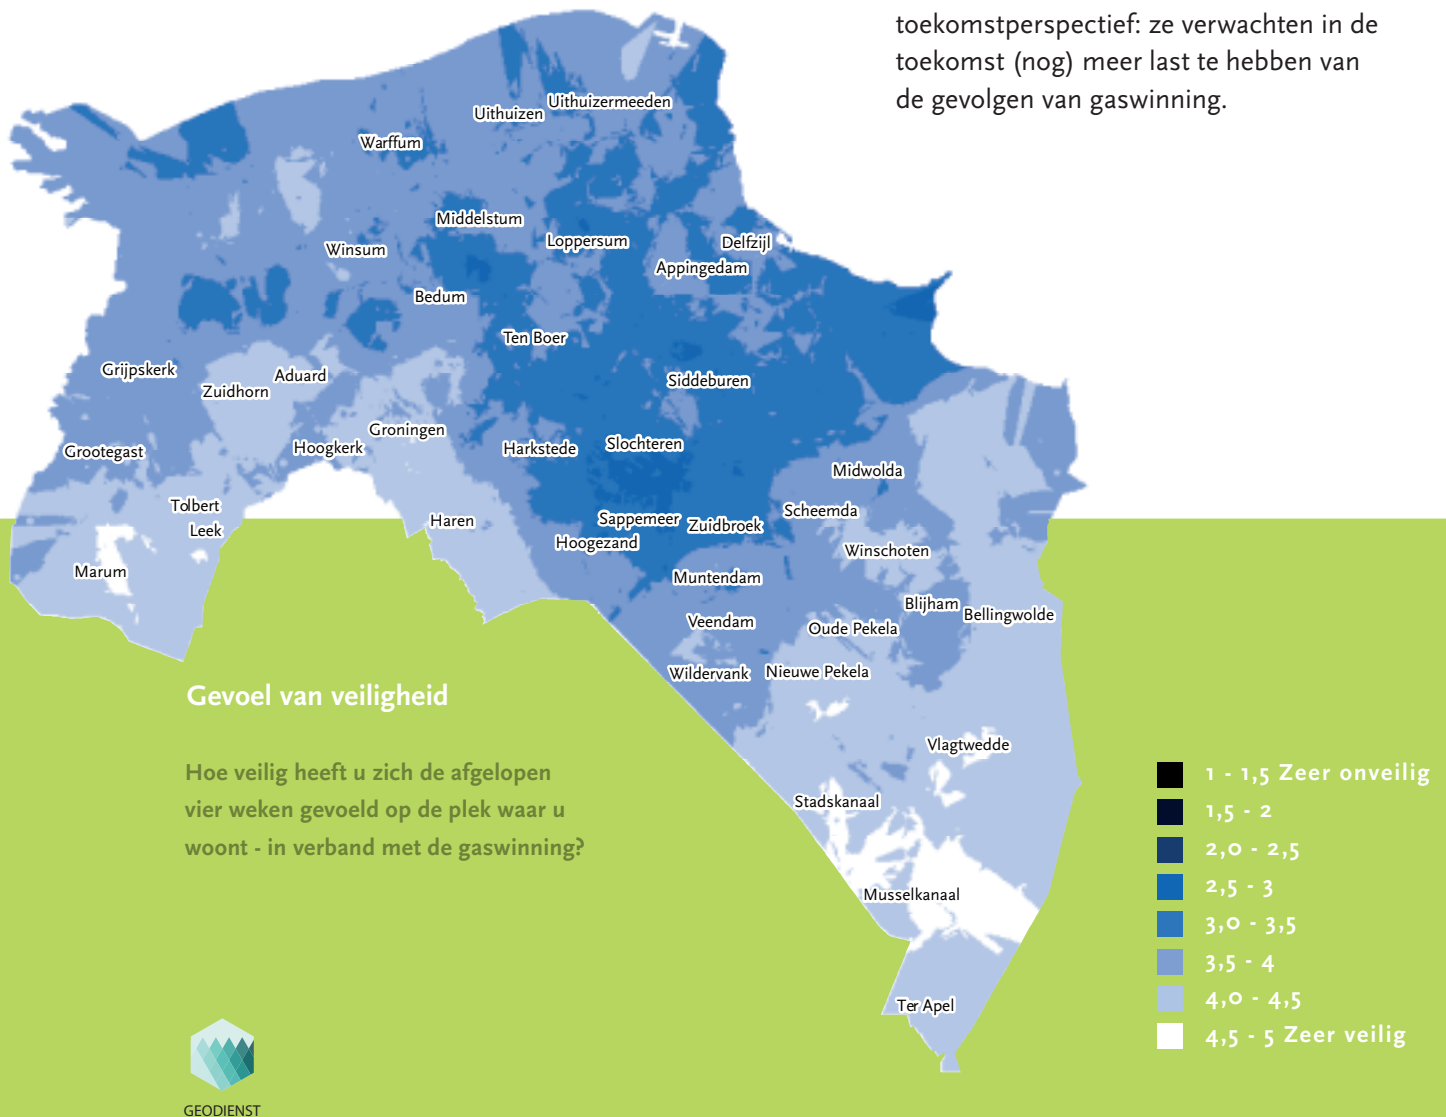 toekomstperspectief: ze verwachten in de
toekomst (nog) meer last te hebben van
de gevolgen van gaswinning.
Uithuizermeeden
Uithuizen
Warffum
Middelstum
Loppersum
Delfzijl
Winsum
Appingedam
Bedum
Ten Boer
Grijpskerk
Aduard
Siddeburen
Zuidhorn
Groningen
Slochteren
Hoogkerk
Harkstede
Grootegast
Midwolda
Tolbert
Scheemda
Haren
Sappemeer
Zuidbroek
Leek
Hoogezand
Winschoten
Marum
Muntendam
Blijham
Bellingwolde
Veendam
Oude Pekela
Wildervank
Nieuwe Pekela
Vlagtwedde
Stadskanaal
Musselkanaal
Ter Apel
Gevoel van veiligheid
Hoe veilig heeft u zich de afgelopen
vier weken gevoeld op de plek waar u
woont - in verband met de gaswinning?
1 - 1,5 Zeer onveilig
1,5 - 2
2,0 - 2,5
2,5 - 3
3,0 - 3,5
3,5 - 4
4,0 - 4,5
4,5 - 5 Zeer veilig
GEODIENST